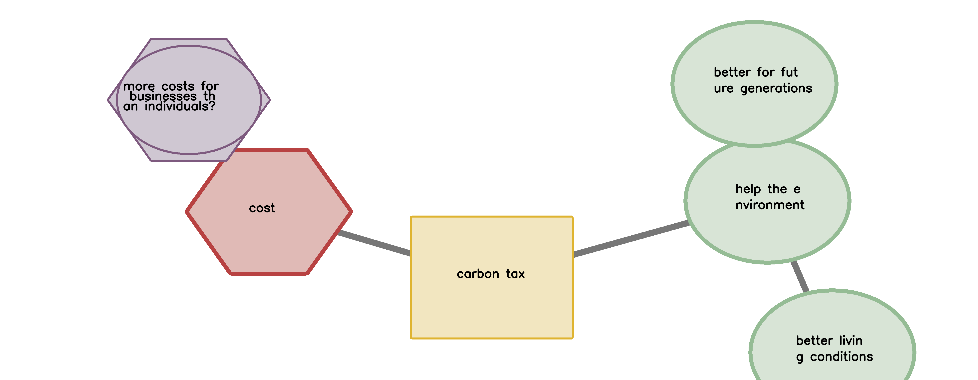 better for fut
ure generations
more costs for
businesses th
an individuals?
help the e
nvironment
cost
carbon tax
better livin
g conditions